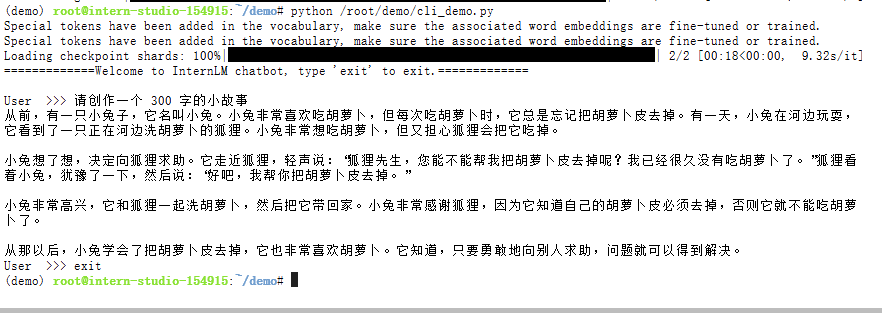 (demo) root@intern-studio-154915:~/demo# python /root/demo/cli_demo.py
Special tokens have been added in the vocabulary, make sure the associated word embeddings are fine-tuned or trained.
Special tokens have been added in the vocabulary, make sure the associated word embeddings are fine-tuned or trained.
Loading checkpoint shards: 100%|██████████| 2/2 [00:18<00:00,  9.32s/it]
=============Welcome to InternLM chatbot, type 'exit' to exit.=============
User  >>> 请创作一个 300 字的小故事
从前，有一只小兔子，它名叫小兔。小兔非常喜欢吃胡萝卜，但每次吃胡萝卜时，它总是忘记把胡萝卜皮去掉。有一天，小兔在河边玩耍，
它看到了一只正在河边洗胡萝卜的狐狸。小兔非常想吃胡萝卜，但又担心狐狸会把它吃掉。
小兔想了想，决定向狐狸求助。它走近狐狸，轻声说：“狐狸先生，您能不能帮我把胡萝卜皮去掉呢？我已经很久没有吃胡萝卜了。”狐狸看
着小兔，犹豫了一下，然后说：“好吧，我帮你把胡萝卜皮去掉。”
小兔非常高兴，它和狐狸一起洗胡萝卜，然后把它带回家。小兔非常感谢狐狸，因为它知道自己的胡萝卜皮必须去掉，否则它就不能吃胡萝
卜了。
从那以后，小兔学会了把胡萝卜皮去掉，它也非常喜欢胡萝卜。它知道，只要勇敢地向别人求助，问题就可以得到解决。
User  >>> exit
(demo) root@intern-studio-154915:~/demo#